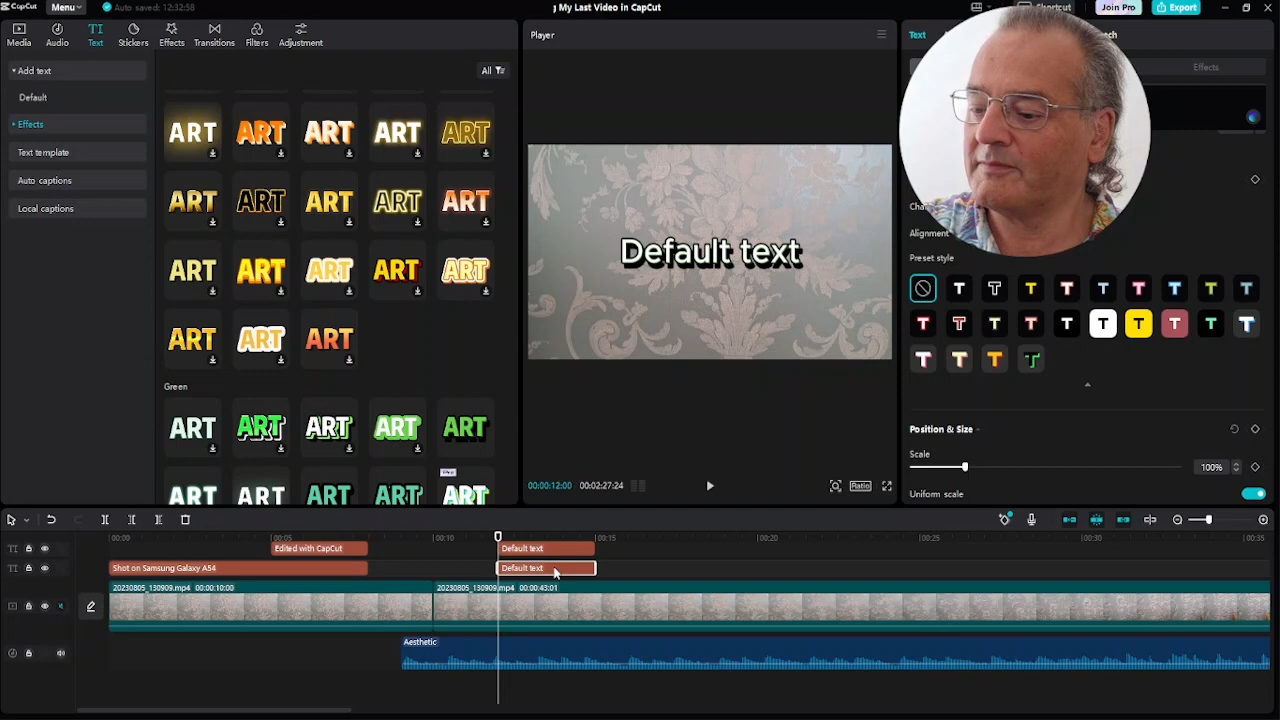 CapCut Menu Auto saved: 12:32:58
My Last Video in CapCut
Shortcut Join Pro Export
Media Audio Text Stickers Effects Transitions Filters Adjustment
Add text
Default
Effects
Text template
Auto captions
Local captions
All
ART ART ART ART ART
ART ART ART ART ART
ART ART ART ART ART
ART ART ART
Green
ART ART ART ART ART
ART ART ART ART ART
Player
Default text
00:00:12:00 00:02:27:24
Ratio
Text
Effects
Alignment
Preset style
T T T T T T T T T
T T T T T T T T T T
T T T T
Position & Size
Scale
100%
Uniform scale
00:00 00:05 00:10 00:15 00:20 00:25 00:30 00:35
Edited with CapCut Default text
Shot on Samsung Galaxy A54 Default text
20230805_130909.mp4 00:00:10:00 20230805_130909.mp4 00:00:43:01
Aesthetic